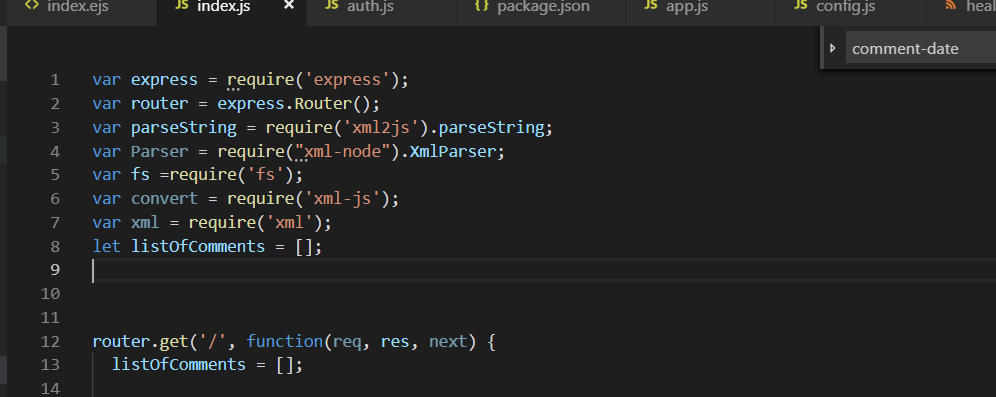 <> index.ejs JS index.js × JS auth.js { } package.json JS app.js JS config.js heal
comment-date
1 var express = require('express');
2 var router = express.Router();
3 var parseString = require('xml2js').parseString;
4 var Parser = require("xml-node").XmlParser;
5 var fs =require('fs');
6 var convert = require('xml-js');
7 var xml = require('xml');
8 let listOfComments = [];
9
10
11
12 router.get('/', function(req, res, next) {
13 listOfComments = [];
14